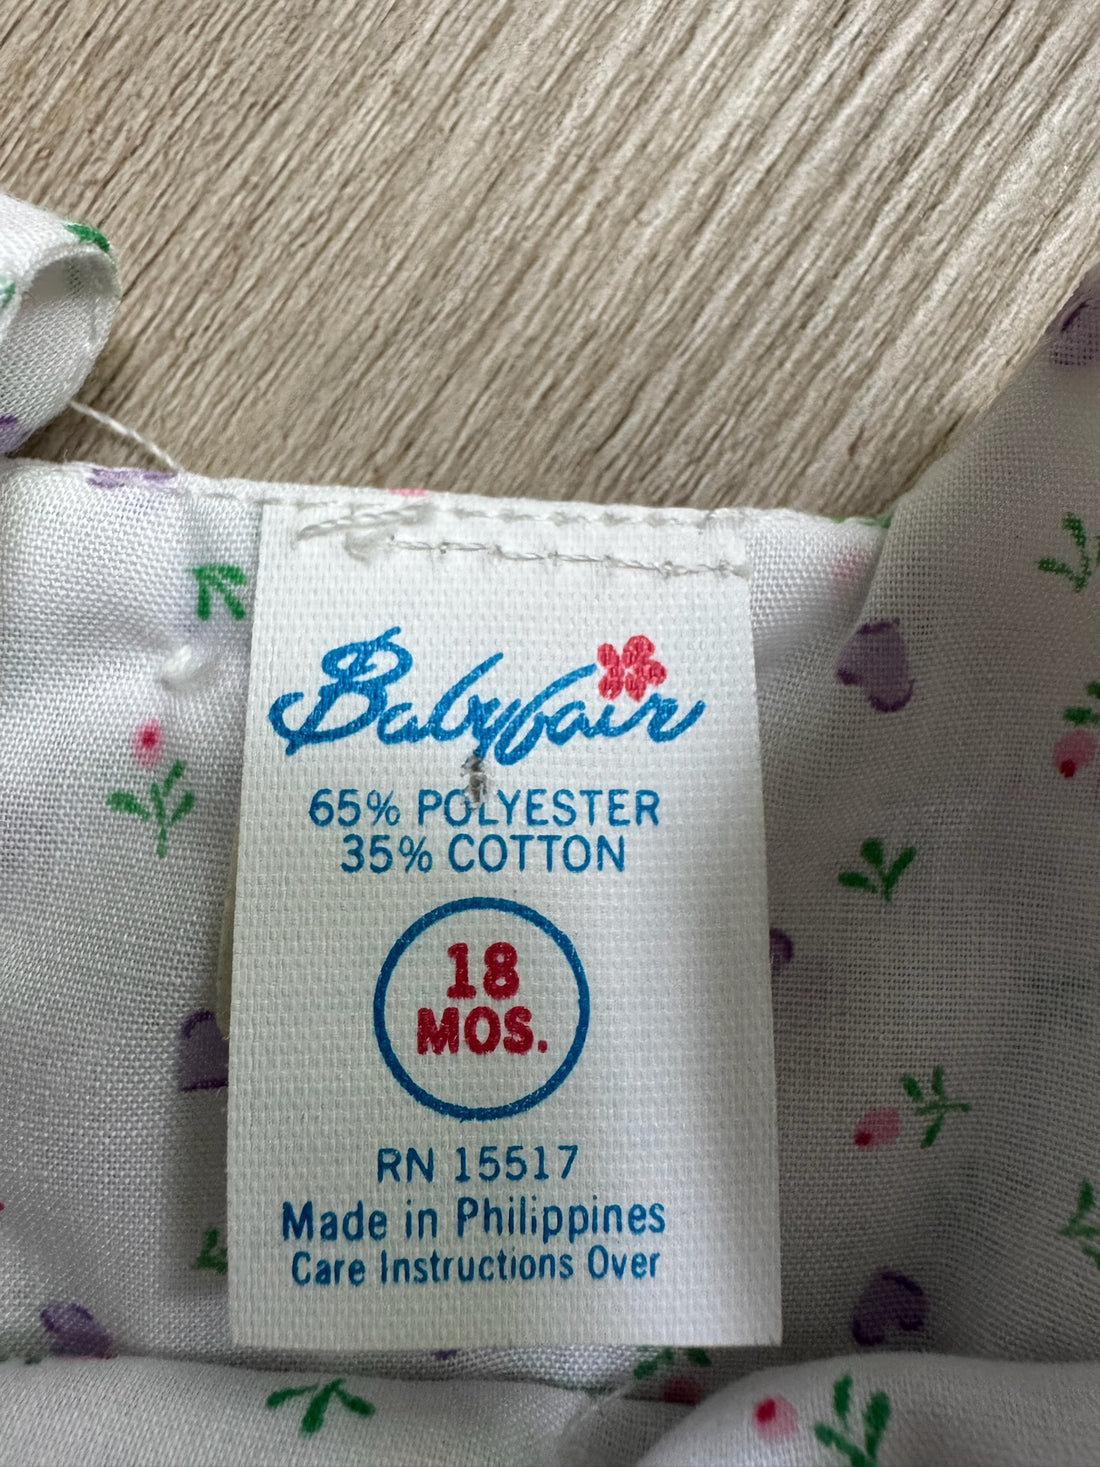 Babyfair
65% POLYESTER
35% COTTON
18
MOS.
RN 15517
Made in Philippines
Care Instructions Over